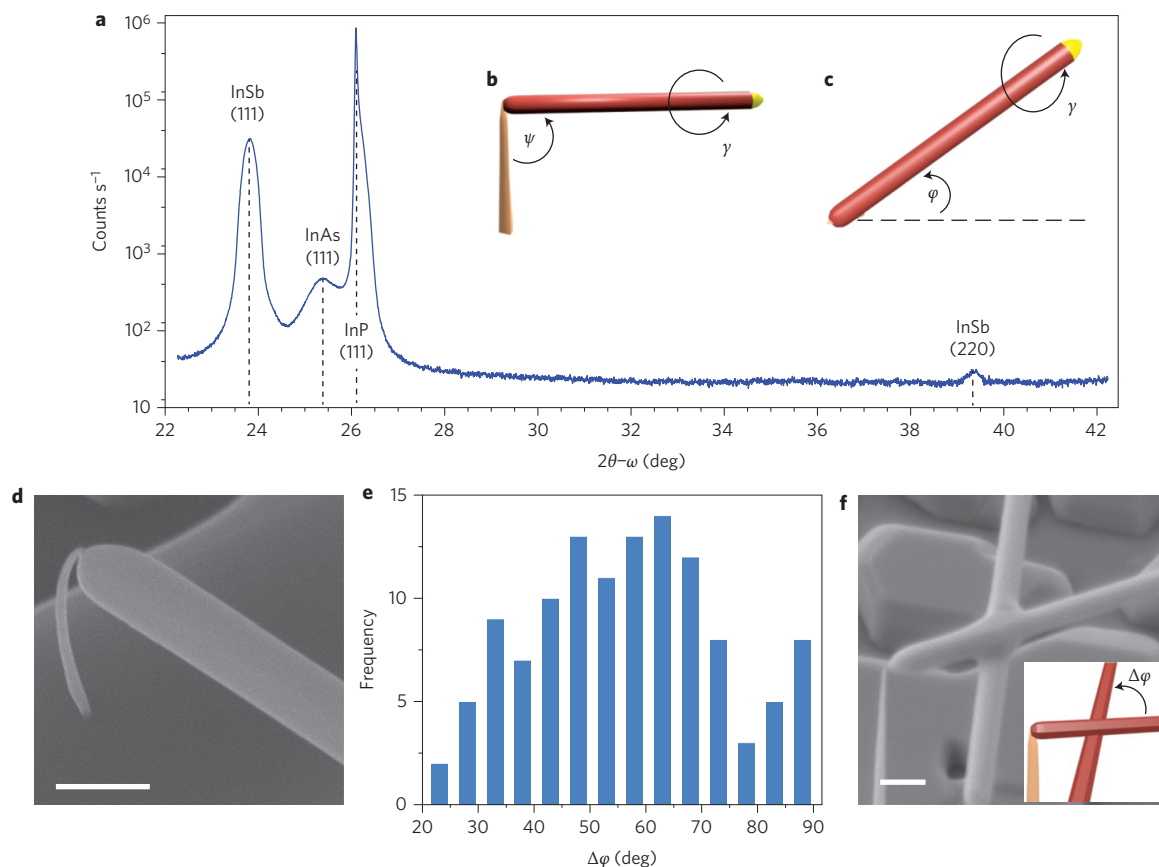 a
10⁶
10⁵
10⁴
10³
10²
10
Counts s⁻¹
InSb
(111)
InAs
(111)
InP
(111)
InSb
(220)
22
24
26
28
30
32
34
36
38
40
42
2θ–ω (deg)
b
ψ
γ
c
γ
φ
d
e
15
10
5
0
Frequency
20
30
40
50
60
70
80
90
Δφ (deg)
f
Δφ